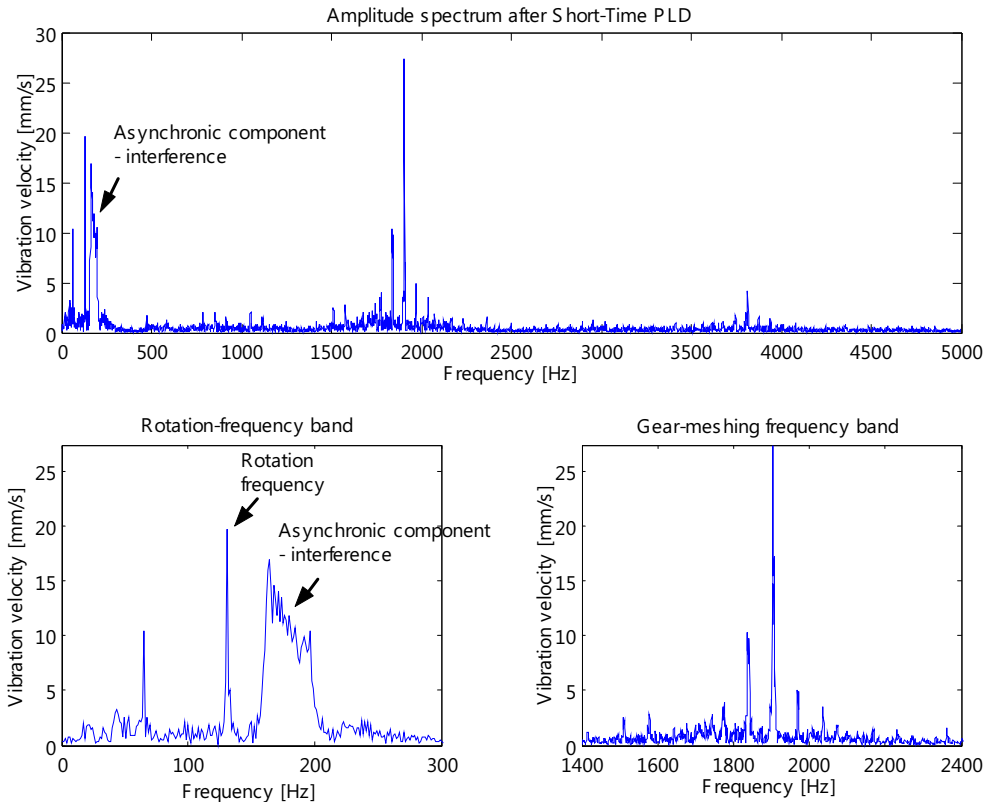 Amplitude spectrum after Short-Time PLD
30
25
20
15
10
5
0
Vibration velocity [mm/s]
Asynchronic component
- interference
0 500 1000 1500 2000 2500 3000 3500 4000 4500 5000
Frequency [Hz]
Rotation-frequency band
25
20
15
10
5
0
Vibration velocity [mm/s]
Rotation
frequency
Asynchronic component
- interference
0 100 200 300
Frequency [Hz]
Gear-meshing frequency band
25
20
15
10
5
0
Vibration velocity [mm/s]
1400 1600 1800 2000 2200 2400
Frequency [Hz]